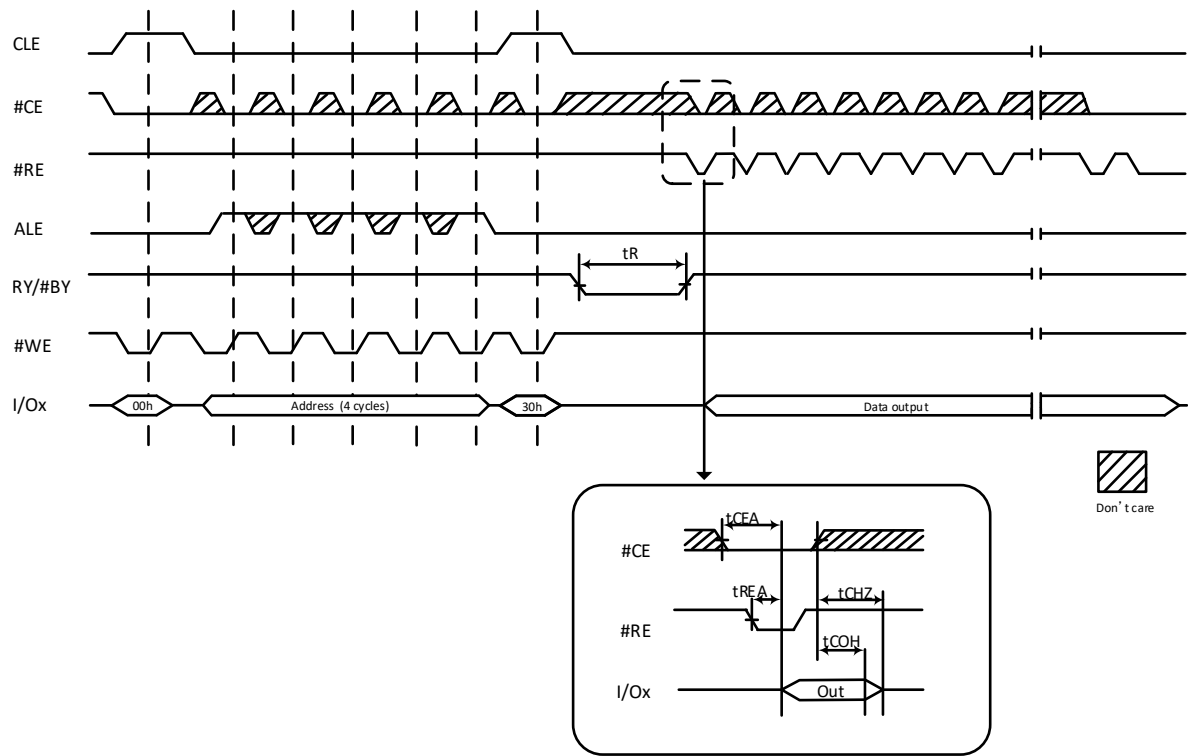 CLE
#CE
#RE
ALE
tR
RY/#BY
#WE
I/Ox
00h
Address (4 cycles)
30h
Data output
Don't care
tCEA
#CE
tREA
tCHZ
#RE
tCOH
I/Ox
Out